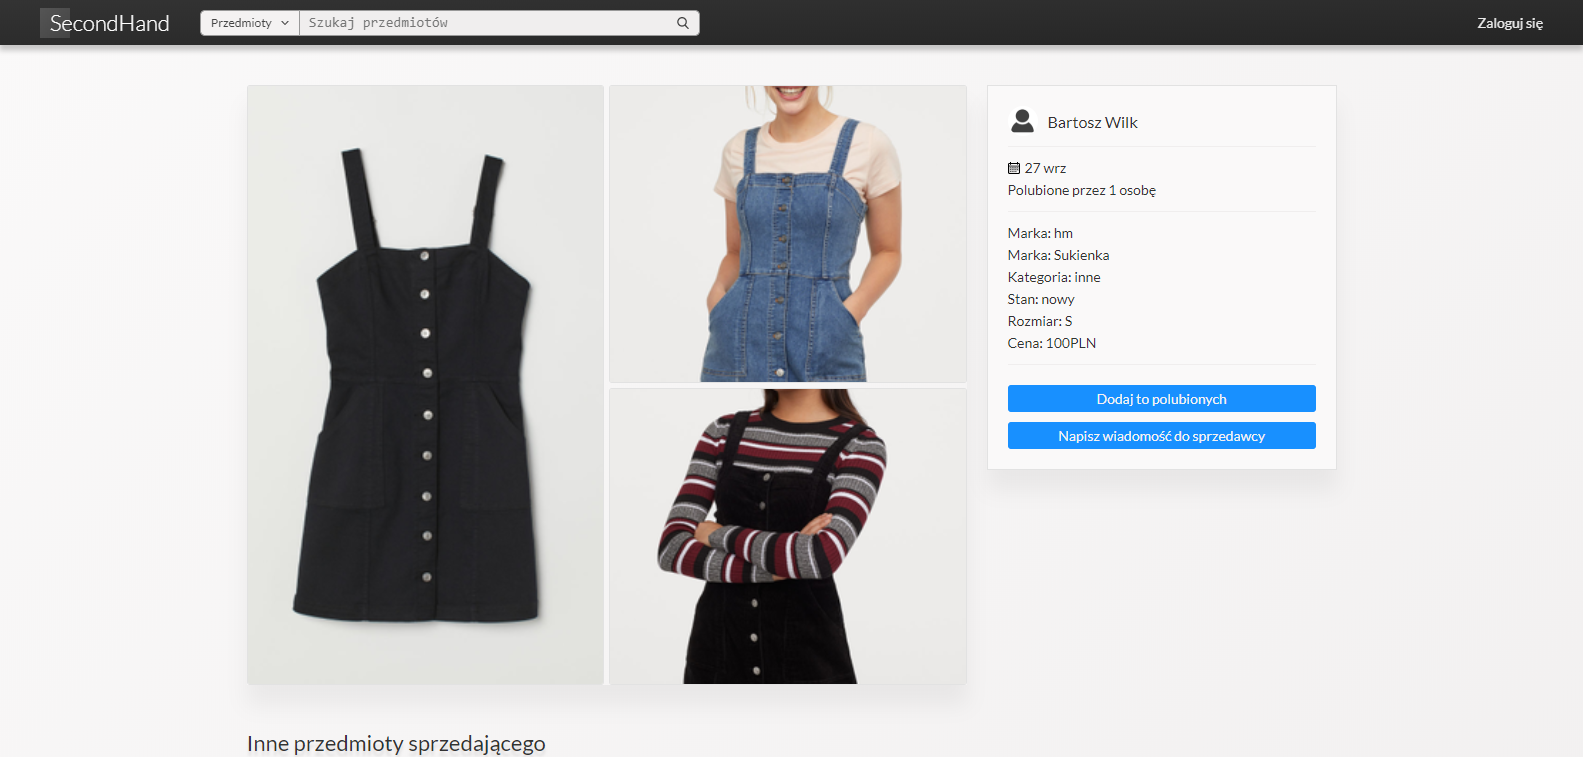 SecondHand
Przedmioty
Szukaj przedmiotów
Zaloguj się
Bartosz Wilk
27 wrz
Polubione przez 1 osobę
Marka: hm
Marka: Sukienka
Kategoria: inne
Stan: nowy
Rozmiar: S
Cena: 100PLN
Dodaj to polubionych
Napisz wiadomość do sprzedawcy
Inne przedmioty sprzedającego